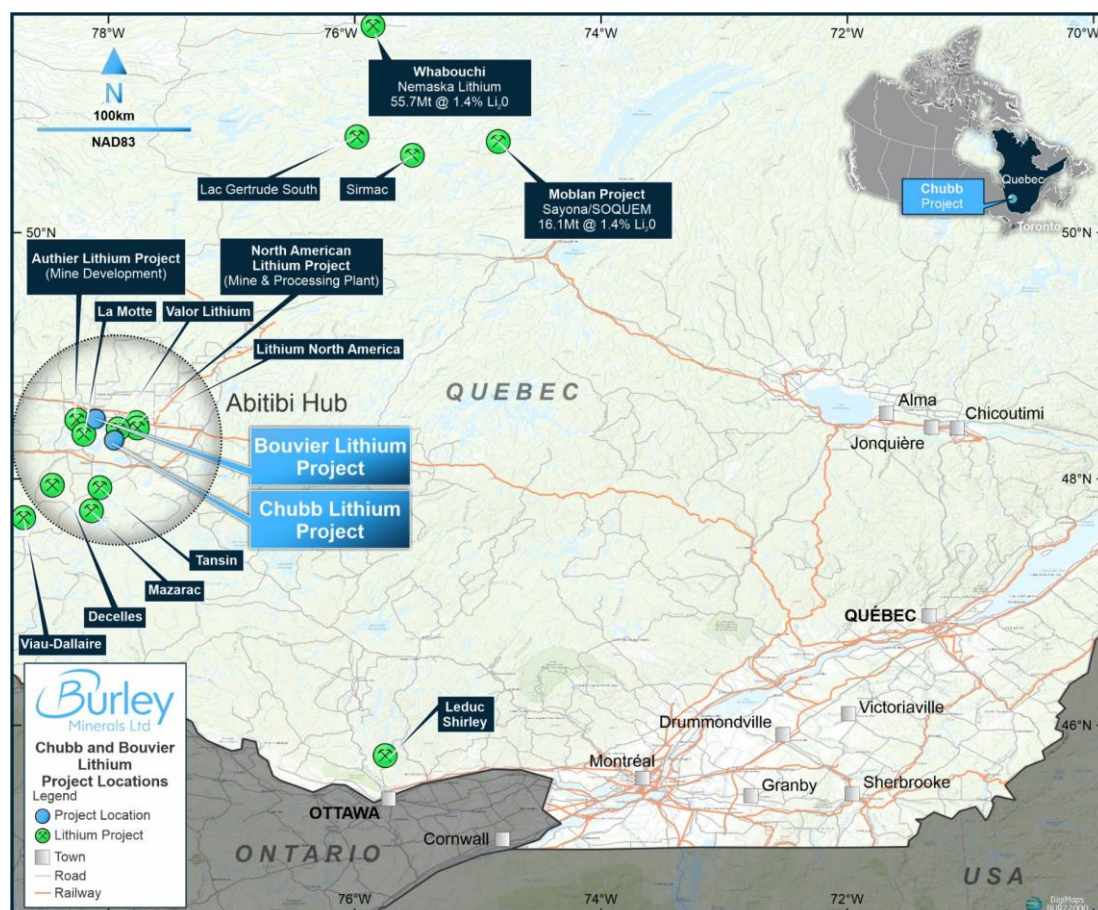 78°W
76°W
74°W
72°W
70°W
N
100km
NAD83
Whabouchi
Nemaska Lithium
55.7Mt @ 1.4% Li₂0
Lac Gertrude South
Sirmac
Moblan Project
Sayona/SOQUEM
16.1Mt @ 1.4% Li₂0
Quebec
Chubb
Project
Toronto
50°N
50°N
Authier Lithium Project
(Mine Development)
North American
Lithium Project
(Mine & Processing Plant)
La Motte
Valor Lithium
Lithium North America
QUEBEC
Abitibi Hub
Bouvier Lithium
Project
Chubb Lithium
Project
Alma
Chicoutimi
Jonquière
48°N
Tansin
Mazarac
Decelles
Viau-Dallaire
QUÉBEC
Burley
Minerals Ltd
Chubb and Bouvier
Lithium
Project Locations
Legend
Project Location
Lithium Project
Town
Road
Railway
Leduc
Shirley
Drummondville
Victoriaville
46°N
Montréal
Granby
Sherbrooke
OTTAWA
Cornwall
ONTARIO
USA
76°W
74°W
72°W
DigiMaps